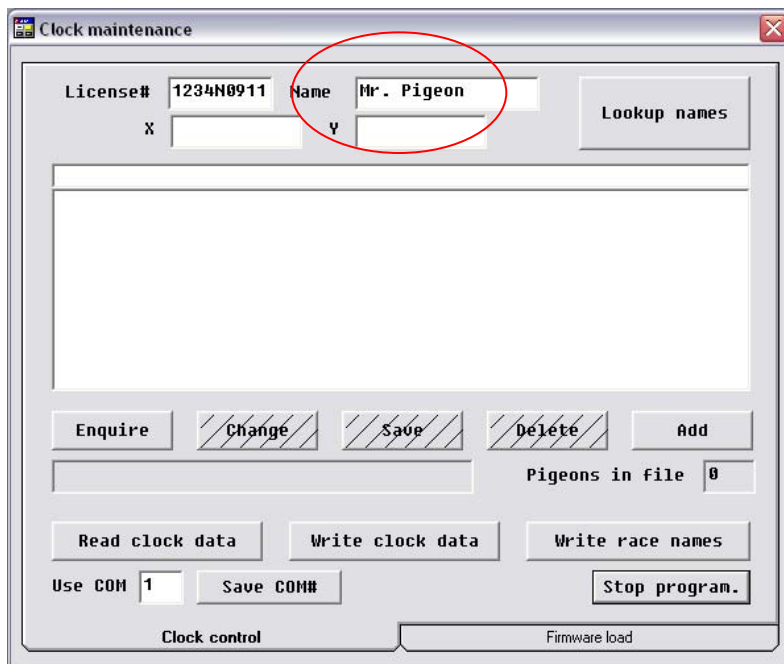 Clock maintenance
License# 1234N0911 Name Mr. Pigeon
Lookup names
X Y
Enquire Change Save Delete Add
Pigeons in file 0
Read clock data Write clock data Write race names
Use COM 1 Save COM# Stop program.
Clock control Firmware load